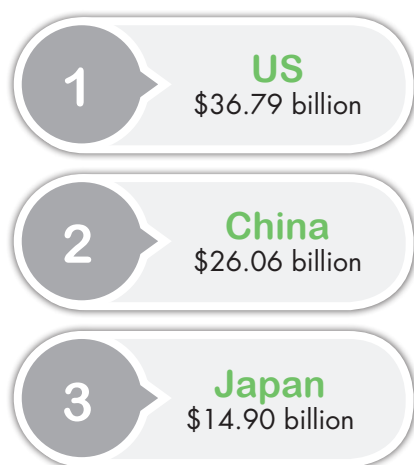 1
US
$36.79 billion
2
China
$26.06 billion
3
Japan
$14.90 billion